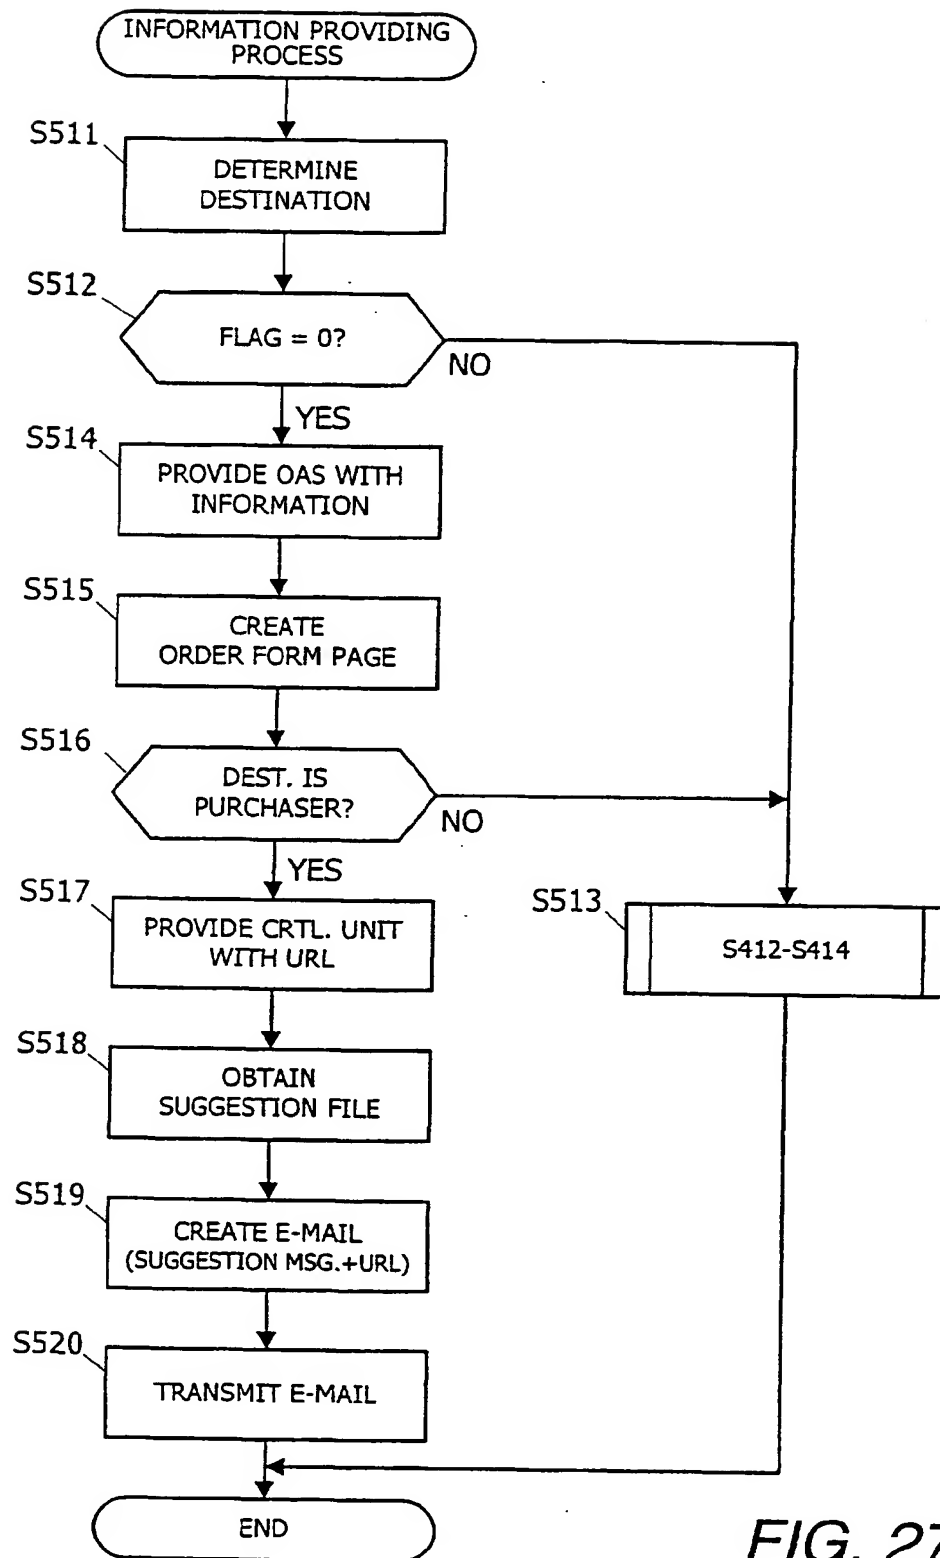 INFORMATION PROVIDING
PROCESS
S511
DETERMINE
DESTINATION
S512
FLAG = 0?
NO
YES
S514
PROVIDE OAS WITH
INFORMATION
S515
CREATE
ORDER FORM PAGE
S516
DEST. IS
PURCHASER?
NO
YES
S517
PROVIDE CRTL. UNIT
WITH URL
S513
S412-S414
S518
OBTAIN
SUGGESTION FILE
S519
CREATE E-MAIL
(SUGGESTION MSG.+URL)
S520
TRANSMIT E-MAIL
END
FIG. 27